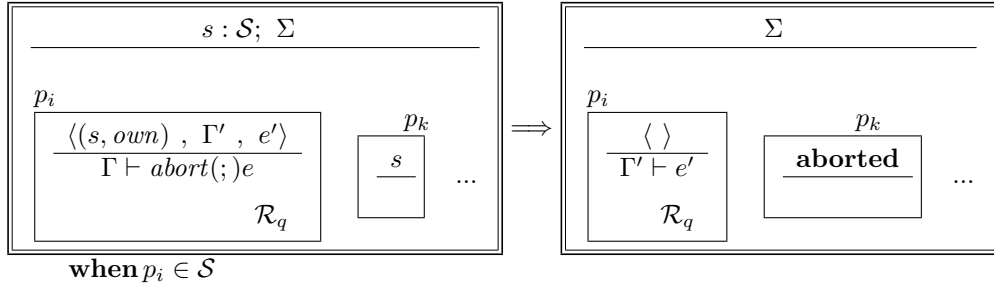 s : 𝒮; Σ
Σ
p_i
p_k
p_i
p_k
⟨(s, own) , Γ′ , e′⟩
Γ ⊢ abort(; )e
ℛ_q
s
...
⟹
⟨ ⟩
Γ′ ⊢ e′
ℛ_q
aborted
...
when p_i ∈ 𝒮